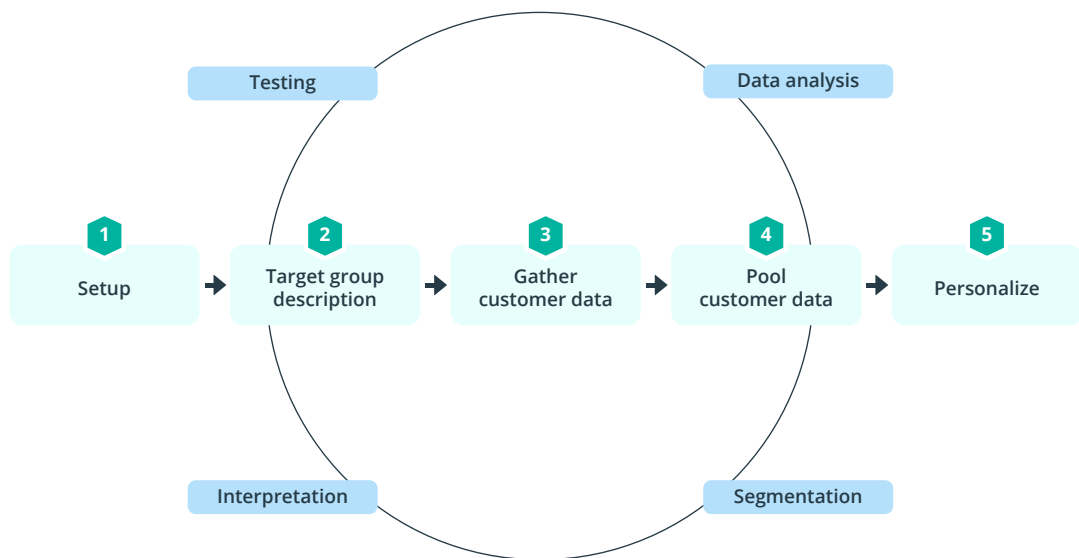 Testing
Data analysis
1
2
3
4
5
Setup
Target group
description
Gather
customer data
Pool
customer data
Personalize
Interpretation
Segmentation